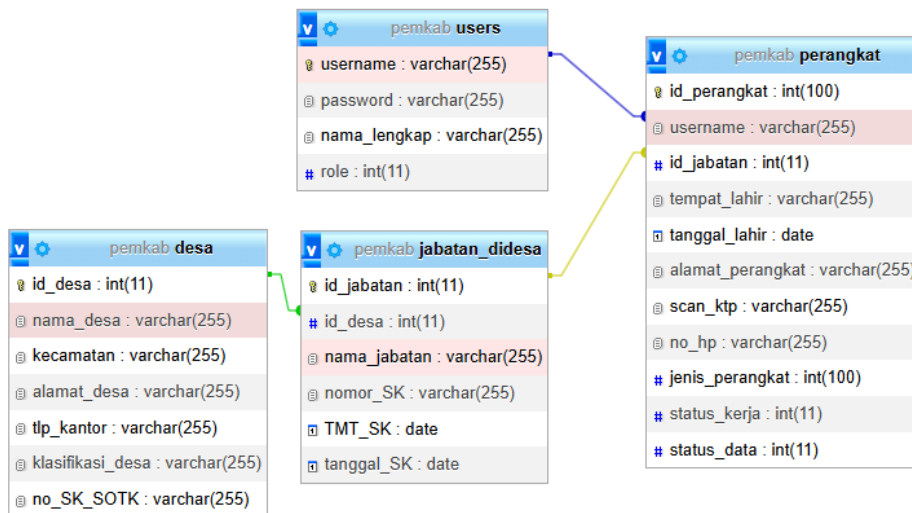 pemkab users
username : varchar(255)
password : varchar(255)
nama_lengkap : varchar(255)
role : int(11)
pemkab perangkat
id_perangkat : int(100)
username : varchar(255)
id_jabatan : int(11)
tempat_lahir : varchar(255)
tanggal_lahir : date
alamat_perangkat : varchar(255)
scan_ktp : varchar(255)
no_hp : varchar(255)
jenis_perangkat : int(100)
status_kerja : int(11)
status_data : int(11)
pemkab desa
id_desa : int(11)
nama_desa : varchar(255)
kecamatan : varchar(255)
alamat_desa : varchar(255)
tlp_kantor : varchar(255)
klasifikasi_desa : varchar(255)
no_SK_SOTK : varchar(255)
pemkab jabatan_didesa
id_jabatan : int(11)
id_desa : int(11)
nama_jabatan : varchar(255)
nomor_SK : varchar(255)
TMT_SK : date
tanggal_SK : date